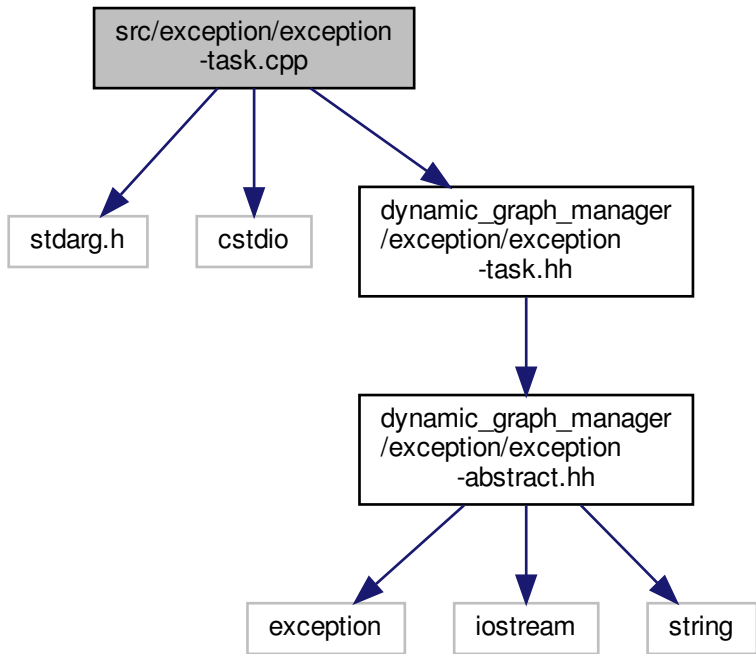 src/exception/exception
-task.cpp
stdarg.h
cstdio
dynamic_graph_manager
/exception/exception
-task.hh
dynamic_graph_manager
/exception/exception
-abstract.hh
exception
iostream
string